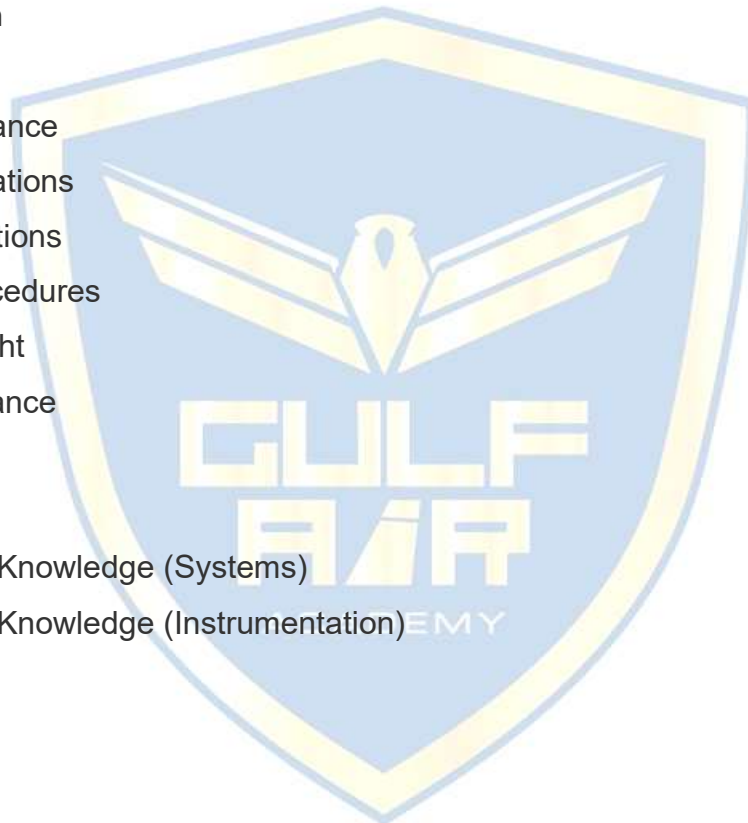 ance
ations
tions
cedures
ht
ance
GULF
AIR
Knowledge (Systems)
Knowledge (Instrumentation)
EMY